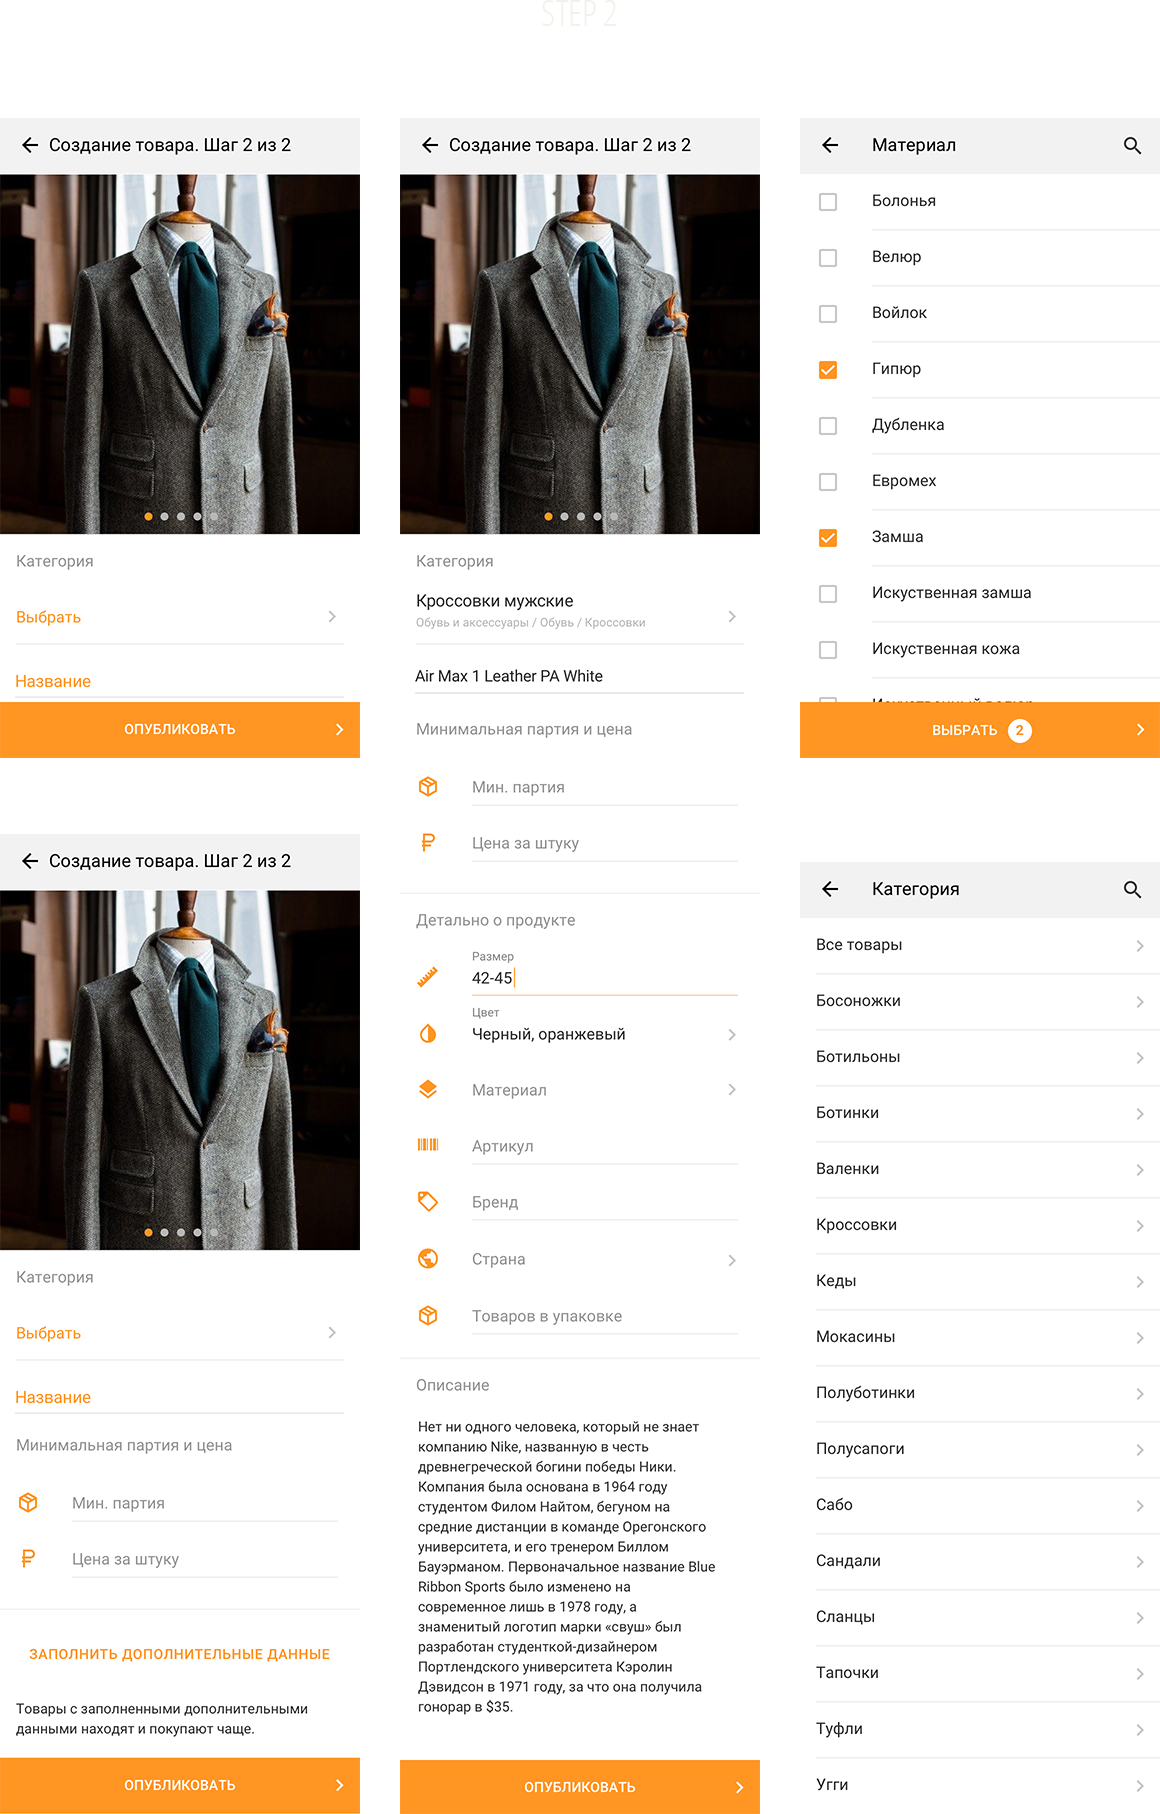 STEP 2
Создание товара. Шаг 2 из 2
Категория
Выбрать
Название
ОПУБЛИКОВАТЬ
Создание товара. Шаг 2 из 2
Категория
Выбрать
Название
Минимальная партия и цена
Мин. партия
Цена за штуку
ЗАПОЛНИТЬ ДОПОЛНИТЕЛЬНЫЕ ДАННЫЕ
Товары с заполненными дополнительными
данными находят и покупают чаще.
ОПУБЛИКОВАТЬ
Создание товара. Шаг 2 из 2
Категория
Кроссовки мужские
Обувь и аксессуары / Обувь / Кроссовки
Air Max 1 Leather PA White
Минимальная партия и цена
Мин. партия
Цена за штуку
Детально о продукте
Размер
42-45
Цвет
Черный, оранжевый
Материал
Артикул
Бренд
Страна
Товаров в упаковке
Описание
Нет ни одного человека, который не знает
компанию Nike, названную в честь
древнегреческой богини победы Ники.
Компания была основана в 1964 году
студентом Филом Найтом, бегуном на
средние дистанции в команде Орегонского
университета, и его тренером Биллом
Бауэрманом. Первоначальное название Blue
Ribbon Sports было изменено на
современное лишь в 1978 году, а
знаменитый логотип марки «свуш» был
разработан студенткой-дизайнером
Портлендского университета Кэролин
Дэвидсон в 1971 году, за что она получила
гонорар в $35.
ОПУБЛИКОВАТЬ
Материал
Болонья
Велюр
Войлок
Гипюр
Дубленка
Евромех
Замша
Искуственная замша
Искуственная кожа
ВЫБРАТЬ 2
Категория
Все товары
Босоножки
Ботильоны
Ботинки
Валенки
Кроссовки
Кеды
Мокасины
Полуботинки
Полусапоги
Сабо
Сандали
Сланцы
Тапочки
Туфли
Угги